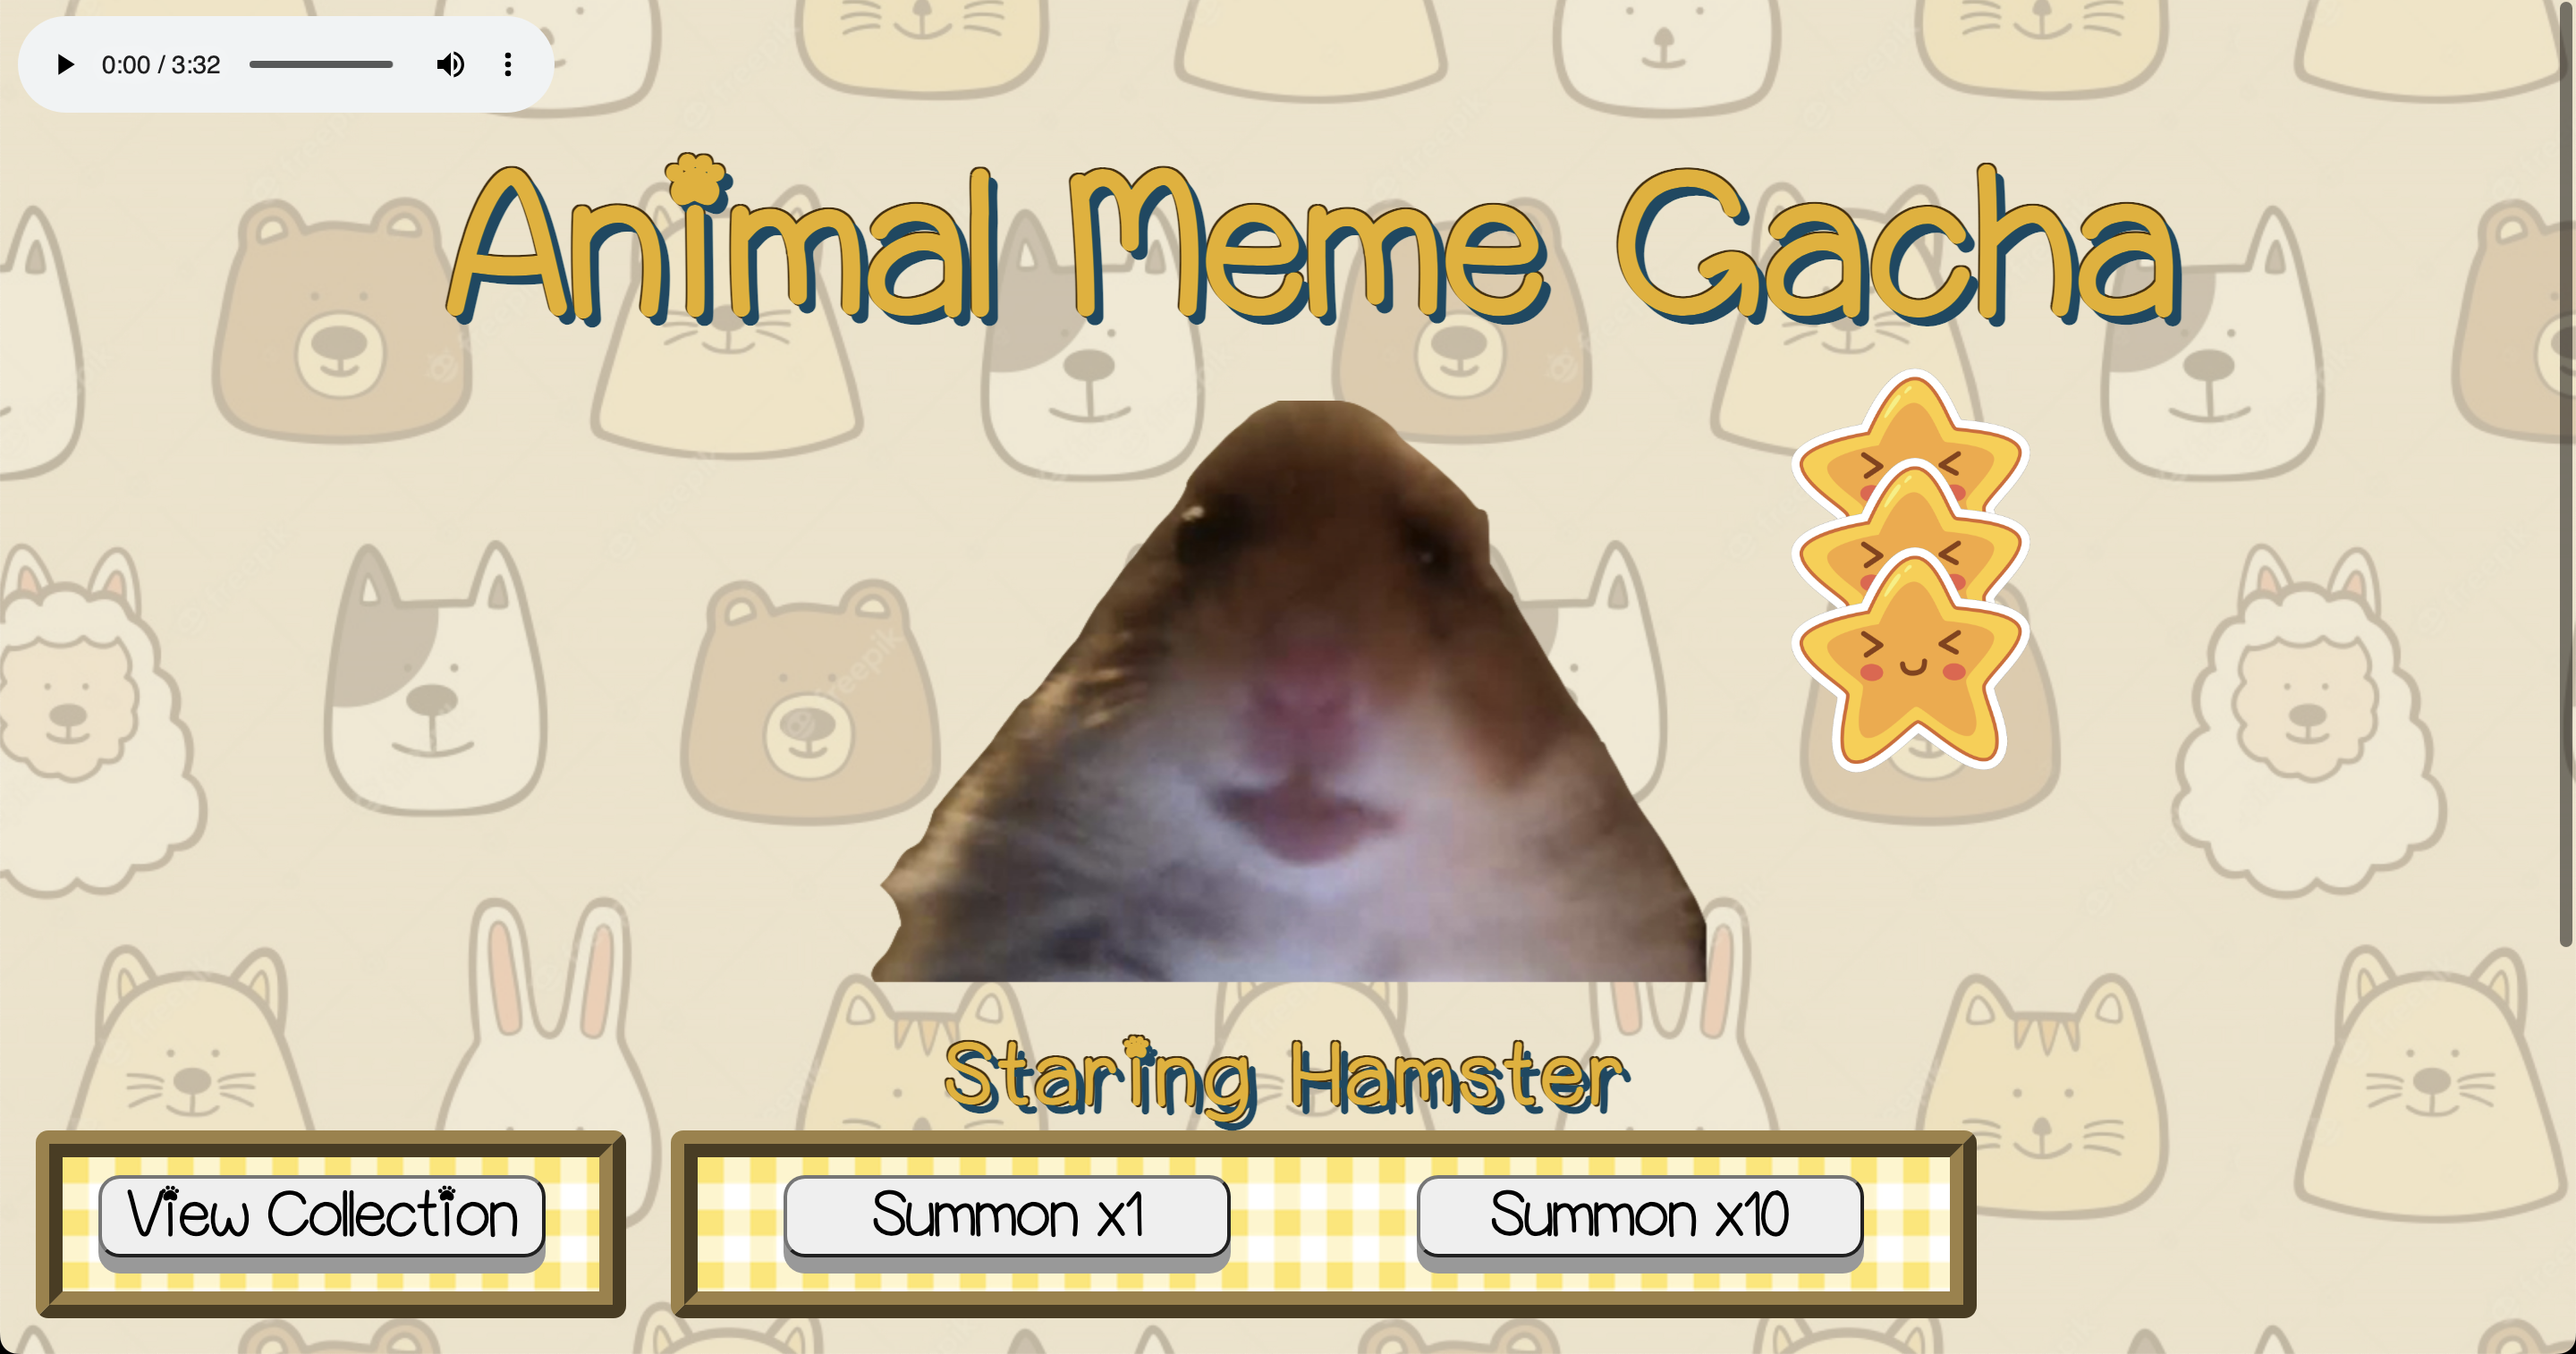 0:00 / 3:32
Animal Meme Gacha
Staring Hamster
View Collection
Summon x1
Summon x10